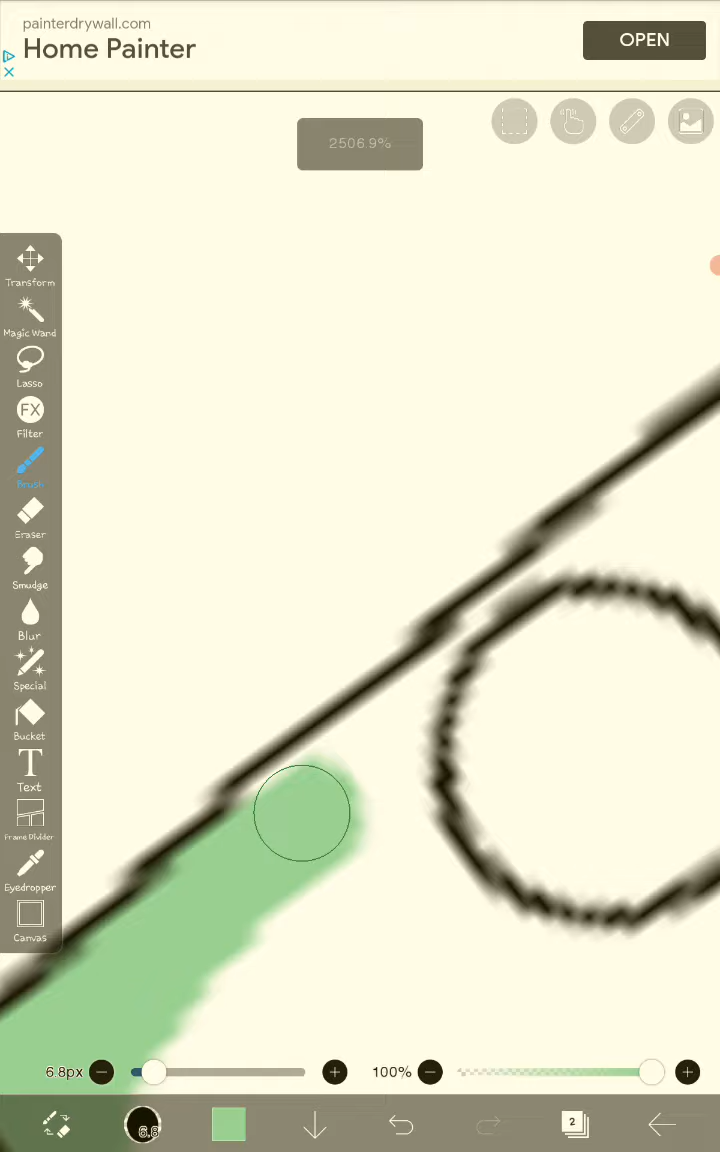 painterdrywall.com
Home Painter
OPEN
2506.9%
Transform
Magic Wand
Lasso
FX
Filter
Brush
Eraser
Smudge
Blur
Special
Bucket
T
Text
Frame Divider
Eyedropper
Canvas
6.8px
100%
6.8
2